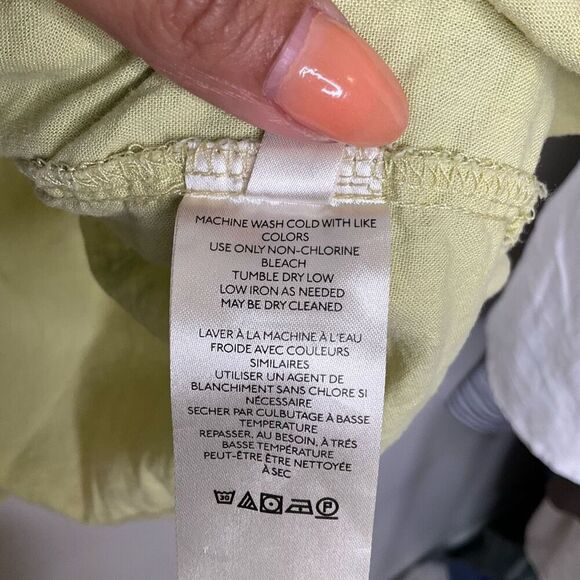 MACHINE WASH COLD WITH LIKE
COLORS
USE ONLY NON-CHLORINE
BLEACH
TUMBLE DRY LOW
LOW IRON AS NEEDED
MAY BE DRY CLEANED
LAVER À LA MACHINE À L'EAU
FROIDE AVEC COULEURS
SIMILAIRES
UTILISER UN AGENT DE
BLANCHIMENT SANS CHLORE SI
NÉCESSAIRE
SECHER PAR CULBUTAGE À BASSE
TEMPERATURE
REPASSER, AU BESOIN, À TRÉS
BASSE TEMPÉRATURE
PEUT-ÊTRE ÊTRE NETTOYÉE
À SEC
30 P